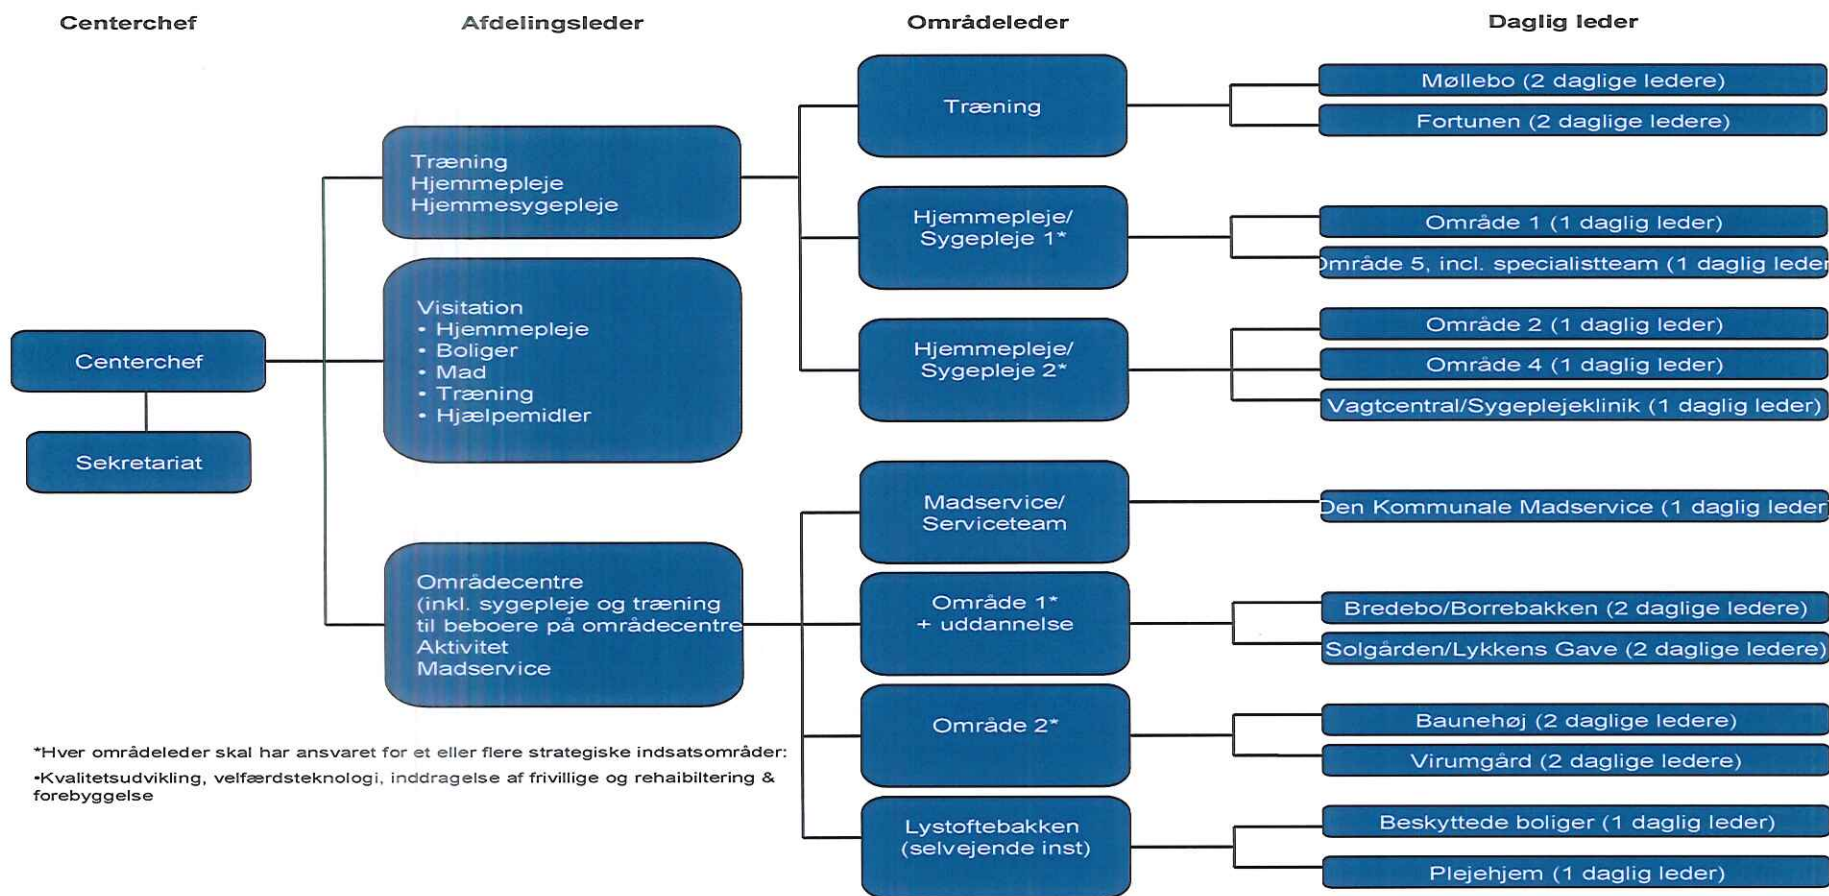 Centerchef
Afdelingsleder
Områdeleder
Daglig leder
Centerchef
Sekretariat
Træning
Hjemmepleje
Hjemmesygepleje
Visitation
• Hjemmepleje
• Boliger
• Mad
• Træning
• Hjælpemidler
Områdecentre
(inkl. sygepleje og træning
til beboere på områdecentre
Aktivitet
Madservice
Træning
Hjemmepleje/
Sygepleje 1*
Hjemmepleje/
Sygepleje 2*
Madservice/
Serviceteam
Område 1*
+ uddannelse
Område 2*
Lystoftebakken
(selvejende inst)
Møllebo (2 daglige ledere)
Fortunen (2 daglige ledere)
Område 1 (1 daglig leder)
Område 5, incl. specialistteam (1 daglig leder
Område 2 (1 daglig leder)
Område 4 (1 daglig leder)
Vagtcentral/Sygeplejeklinik (1 daglig leder)
Den Kommunale Madservice (1 daglig leder)
Bredebo/Borrebakken (2 daglige ledere)
Solgården/Lykkens Gave (2 daglige ledere)
Baunehøj (2 daglige ledere)
Virumgård (2 daglige ledere)
Beskyttede boliger (1 daglig leder)
Plejehjem (1 daglig leder)
*Hver områdeleder skal har ansvaret for et eller flere strategiske indsatsområder:
•Kvalitetsudvikling, velfærdsteknologi, inddragelse af frivillige og rehaibiltering &
forebyggelse